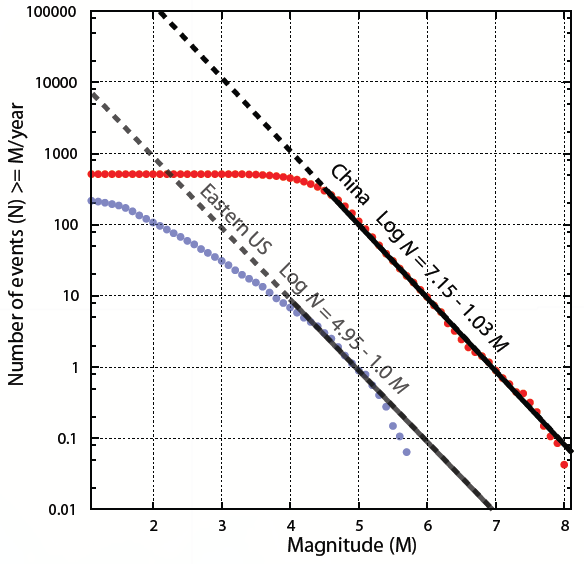 Number of events (N) >= M/year
100000
10000
1000
100
10
1
0.1
0.01
China Log N = 7.15 - 1.03 M
Eastern US Log N = 4.95 - 1.0 M
2 3 4 5 6 7 8
Magnitude (M)